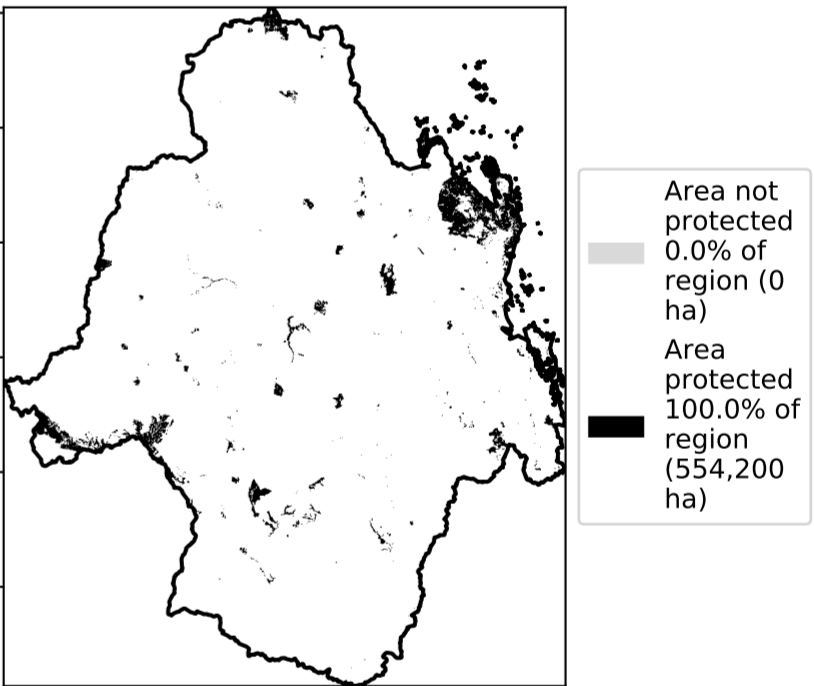 Area not
protected
0.0% of
region (0
ha)
Area
protected
100.0% of
region
(554,200
ha)